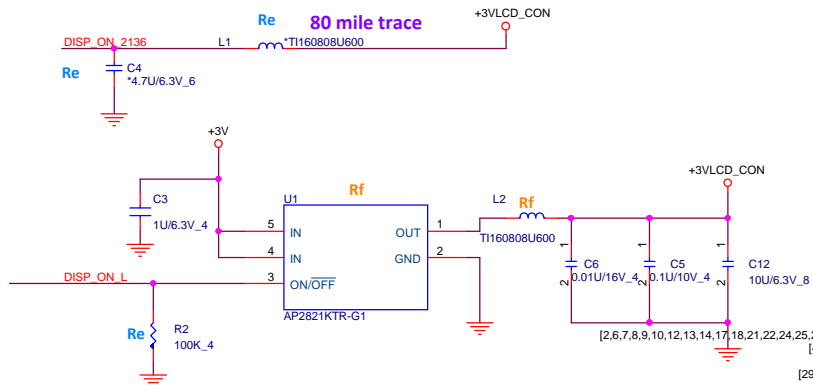 Re 80 mile trace
+3VLCD_CON
DISP_ON_2136
L1
*TI160808U600
Re
C4
*4.7U/6.3V_6
+3V
C3
1U/6.3V_4
U1
Rf
5 IN
4 IN
3 ON/OFF
OUT 1
GND 2
AP2821KTR-G1
L2
Rf
TI160808U600
+3VLCD_CON
DISP_ON_L
Re
R2
100K_4
1
2
C6
0.01U/16V_4
1
2
C5
0.1U/10V_4
1
2
C12
10U/6.3V_8
[2,6,7,8,9,10,12,13,14,17,18,21,22,24,25,2
[29